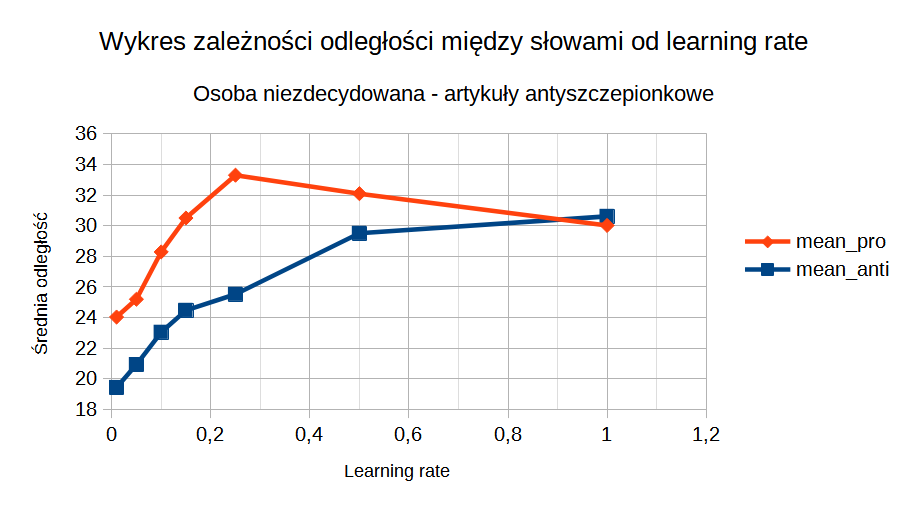 Wykres zależności odległości między słowami od learning rate
Osoba niezdecydowana - artykuły antyszczepionkowe
36
34
32
30
28
26
24
22
20
18
Średnia odległość
0 0,2 0,4 0,6 0,8 1 1,2
Learning rate
mean_pro
mean_anti